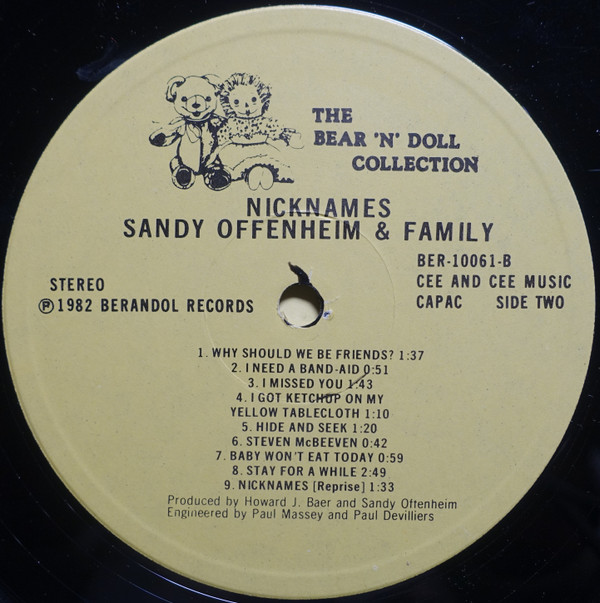 THE
BEAR 'N' DOLL
COLLECTION
NICKNAMES
SANDY OFFENHEIM & FAMILY
BER-10061-B
STEREO
CEE AND CEE MUSIC
℗ 1982 BERANDOL RECORDS
CAPAC SIDE TWO
1. WHY SHOULD WE BE FRIENDS? 1:37
2. I NEED A BAND-AID 0:51
3. I MISSED YOU 1:43
4. I GOT KETCHUP ON MY
YELLOW TABLECLOTH 1:10
5. HIDE AND SEEK 1:20
6. STEVEN McBEEVEN 0:42
7. BABY WON'T EAT TODAY 0:59
8. STAY FOR A WHILE 2:49
9. NICKNAMES [Reprise] 1:33
Produced by Howard J. Baer and Sandy Offenheim
Engineered by Paul Massey and Paul Devilliers